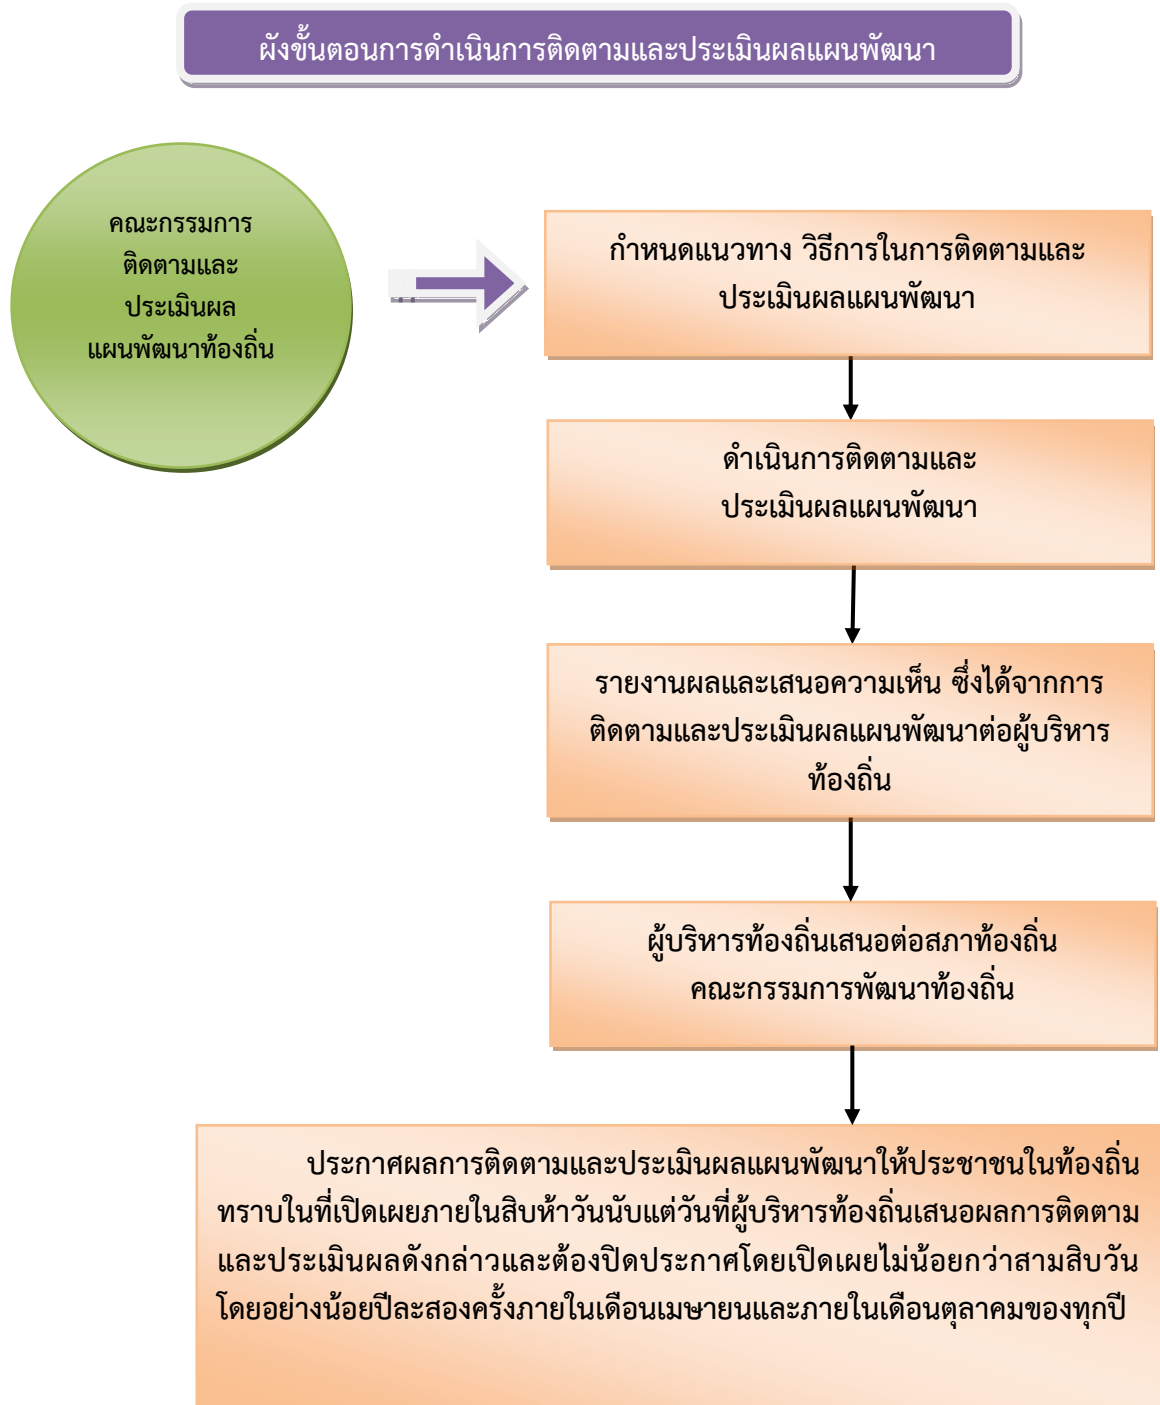 ผังขั้นตอนการดำเนินการติดตามและประเมินผลแผนพัฒนา
คณะกรรมการ
ติดตามและ
ประเมินผล
แผนพัฒนาท้องถิ่น
กำหนดแนวทาง วิธีการในการติดตามและ
ประเมินผลแผนพัฒนา
ดำเนินการติดตามและ
ประเมินผลแผนพัฒนา
รายงานผลและเสนอความเห็น ซึ่งได้จากการ
ติดตามและประเมินผลแผนพัฒนาต่อผู้บริหาร
ท้องถิ่น
ผู้บริหารท้องถิ่นเสนอต่อสภาท้องถิ่น
คณะกรรมการพัฒนาท้องถิ่น
ประกาศผลการติดตามและประเมินผลแผนพัฒนาให้ประชาชนในท้องถิ่น
ทราบในที่เปิดเผยภายในสิบห้าวันนับแต่วันที่ผู้บริหารท้องถิ่นเสนอผลการติดตาม
และประเมินผลดังกล่าวและต้องปิดประกาศโดยเปิดเผยไม่น้อยกว่าสามสิบวัน
โดยอย่างน้อยปีละสองครั้งภายในเดือนเมษายนและภายในเดือนตุลาคมของทุกปี